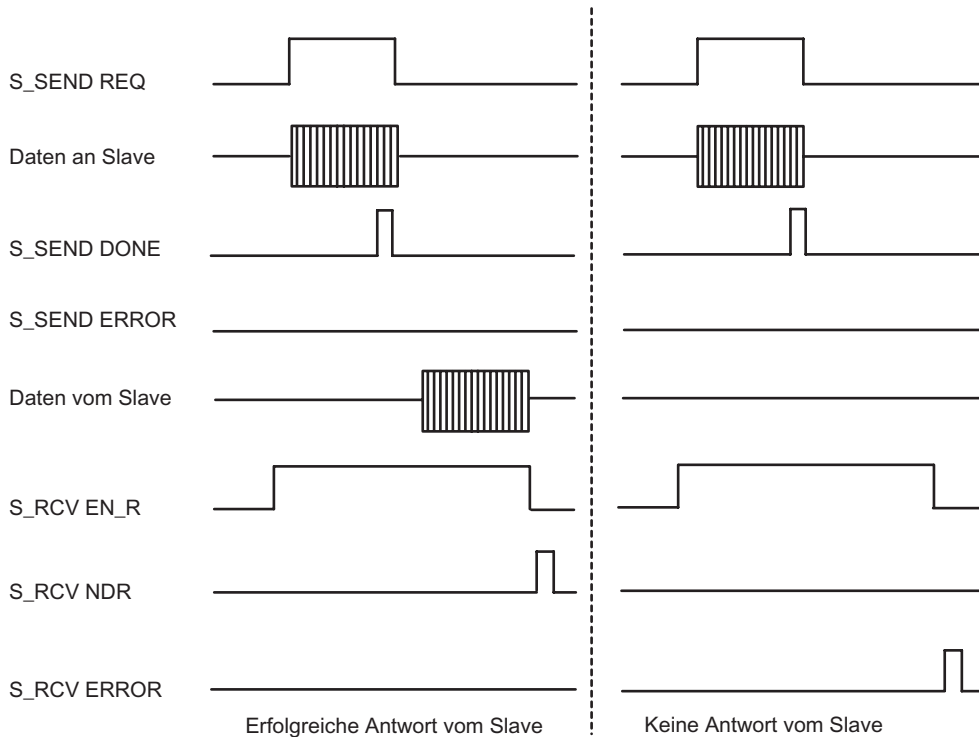 S_SEND REQ
Daten an Slave
S_SEND DONE
S_SEND ERROR
Daten vom Slave
S_RCV EN_R
S_RCV NDR
S_RCV ERROR
Erfolgreiche Antwort vom Slave
Keine Antwort vom Slave